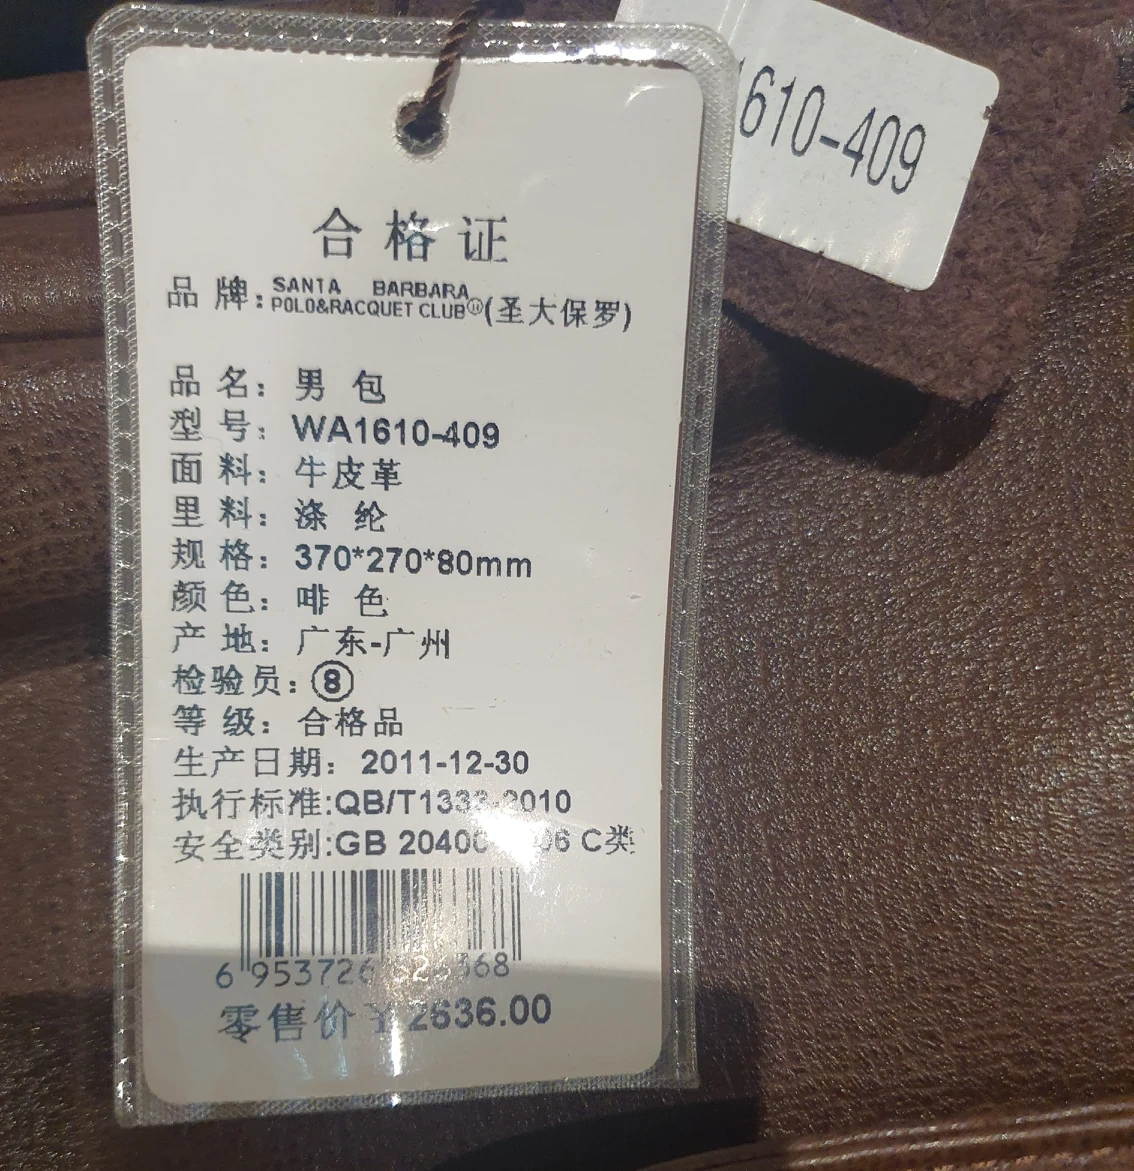 1610-409
合格证
品牌:SANTA BARBARA
POLO&RACQUET CLUB®(圣大保罗)
品名：男包
型号：WA1610-409
面料：牛皮革
里料：涤纶
规格：370*270*80mm
颜色：啡色
产地：广东-广州
检验员：⑧
等级：合格品
生产日期：2011-12-30
执行标准:QB/T1333-2010
安全类别:GB C类
零售价￥2636.00